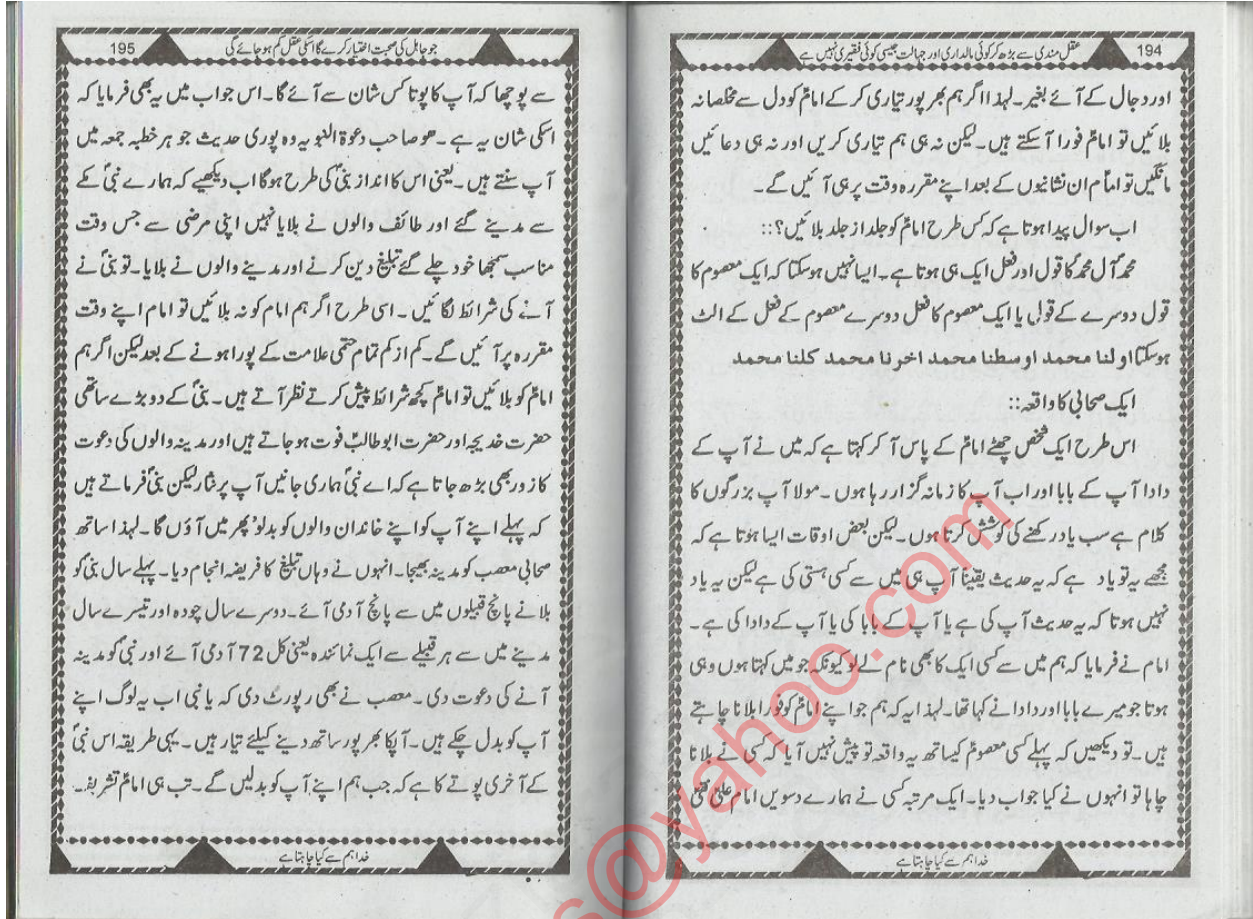 194
عقل مندی سے بڑھ کر کوئی مالداری اور جہالت جیسی کوئی فقیری نہیں ہے
اور دجال کے آئے بغیر۔ لہذا اگر ہم بھر پور تیاری کر کے امامؑ کو دل سے مخلصانہ
بلائیں تو امامؑ فورا آسکتے ہیں۔ لیکن نہ ہی ہم تیاری کریں اور نہ ہی دعائیں
مانگیں تو امامؑ ان نشانیوں کے بعد اپنے مقررہ وقت پر ہی آئیں گے۔
اب سوال پیدا ہوتا ہے کہ کس طرح امامؑ کو جلد از جلد بلائیں؟::
محمدؐ آل محمدؐ کا قول اور فعل ایک ہی ہوتا ہے۔ ایسا نہیں ہوسکتا کہ ایک معصوم کا
قول دوسرے کے قول یا ایک معصوم کا فعل دوسرے معصوم کے فعل کے الٹ
ہوسکتا اولنا محمد اوسطنا محمد اخرنا محمد کلنا محمد
ایک صحابی کا واقعہ::
اس طرح ایک شخص چھٹے امامؑ کے پاس آ کر کہتا ہے کہ میں نے آپ کے
دادا آپ کے بابا اور اب آپ کا زمانہ گزار رہا ہوں۔ مولا آپ بزرگوں کا
کلام ہے سب یاد رکھنے کی کوشش کرتا ہوں۔ لیکن بعض اوقات ایسا ہوتا ہے کہ
مجھے یہ تو یاد ہے کہ یہ حدیث یقیناً آپ ہی میں سے کسی ہستی کی ہے لیکن یہ یاد
نہیں ہوتا کہ یہ حدیث آپ کی ہے یا آپ کے بابا کی یا آپ کے دادا کی ہے۔
امام نے فرمایا کہ ہم میں سے کسی ایک کا بھی نام لے لو کیونکہ جو میں کہتا ہوں وہی
ہوتا جو میرے بابا اور دادا نے کہا تھا۔ لہذا یہ کہ ہم جو اپنے امامؑ کو فورا بلانا چاہتے
ہیں۔ تو دیکھیں کہ پہلے کسی معصومؑ کیساتھ یہ واقعہ تو پیش نہیں آیا کہ کسی نے بلانا
چاہا تو انہوں نے کیا جواب دیا۔ ایک مرتبہ کسی نے ہمارے دسویں امام علی نقیؑ
خدا ہم سے کیا چاہتا ہے
195
جو جاہل کی صحبت اختیار کرے گا اسکی عقل کم ہو جائے گی
سے پوچھا کہ آپ کا پوتا کس شان سے آئے گا۔ اس جواب میں یہ بھی فرمایا کہ
اسکی شان یہ ہے۔ ھو صاحب دعوۃ النبویہ وہ پوری حدیث جو ہر خطبہ جمعہ میں
آپ سنتے ہیں۔ یعنی اس کا انداز نبیؐ کی طرح ہوگا اب دیکھیے کہ ہمارے نبیؐ کے
سے مدینے گئے اور طائف والوں نے بلایا نہیں اپنی مرضی سے جس وقت
مناسب سمجھا خود چلے گئے تبلیغ دین کرنے اور مدینے والوں نے بلایا۔ تو نبیؐ نے
آنے کی شرائط لگائیں۔ اسی طرح اگر ہم امام کو نہ بلائیں تو امام اپنے وقت
مقررہ پر آئیں گے۔ کم از کم تمام حتمی علامت کے پورا ہونے کے بعد لیکن اگر ہم
امامؑ کو بلائیں تو امامؑ کچھ شرائط پیش کرتے نظر آتے ہیں۔ نبیؐ کے دو بڑے ساتھی
حضرت خدیجہ اور حضرت ابوطالبؑ فوت ہوجاتے ہیں اور مدینہ والوں کی دعوت
کا زور بھی بڑھ جاتا ہے کہ اے نبیؐ ہماری جانیں آپ پر نثار لیکن نبیؐ فرماتے ہیں
کہ پہلے اپنے آپ کو اپنے خاندان والوں کو بدلو پھر میں آؤں گا۔ لہذا ساتھ
صحابی معصب کو مدینہ بھیجا۔ انہوں نے وہاں تبلیغ کا فریضہ انجام دیا۔ پہلے سال نبیؐ کو
بلانے پانچ قبیلوں میں سے پانچ آدمی آئے۔ دوسرے سال چودہ اور تیسرے سال
مدینے میں سے ہر قبیلے سے ایک نمائندہ یعنی کل 72 آدمی آئے اور نبی کو مدینہ
آنے کی دعوت دی۔ معصب نے بھی رپورٹ دی کہ یا نبی اب یہ لوگ اپنے
آپ کو بدل چکے ہیں۔ آپکا بھر پور ساتھ دینے کیلئے تیار ہیں۔ یہی طریقہ اس نبیؐ
کے آخری پوتے کا ہے کہ جب ہم اپنے آپ کو بدلیں گے۔ تب ہی امامؑ تشریف
خدا ہم سے کیا چاہتا ہے
s@yahoo.com